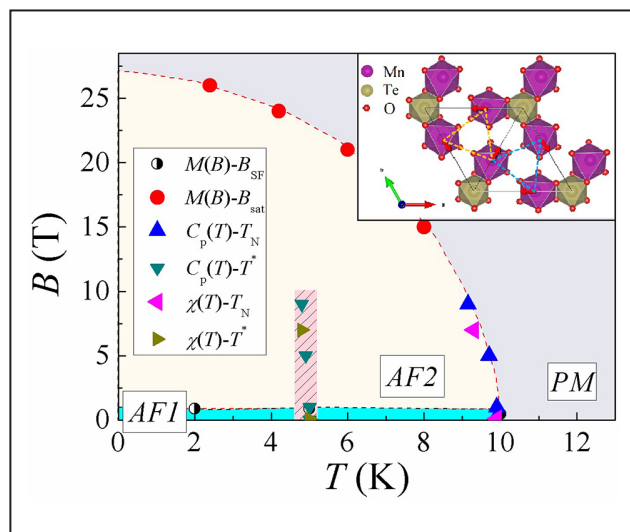 Mn
Te
O
b
a
M(B)-B_SF
M(B)-B_sat
C_p(T)-T_N
C_p(T)-T^*
χ(T)-T_N
χ(T)-T^*
AF1
AF2
PM
25
20
15
10
5
0
0
2
4
6
8
10
12
B (T)
T (K)